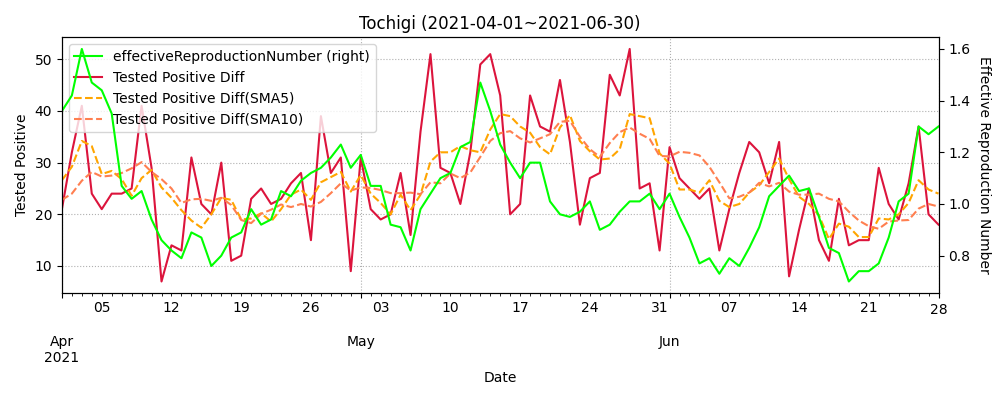 Tochigi (2021-04-01~2021-06-30)
effectiveReproductionNumber (right)
Tested Positive Diff
Tested Positive Diff(SMA5)
Tested Positive Diff(SMA10)
Tested Positive
50
40
30
20
10
1.6
1.4
1.2
1.0
0.8
Effective Reproduction Number
05 12 19 26 03 10 17 24 31 07 14 21 28
Apr May Jun
2021
Date